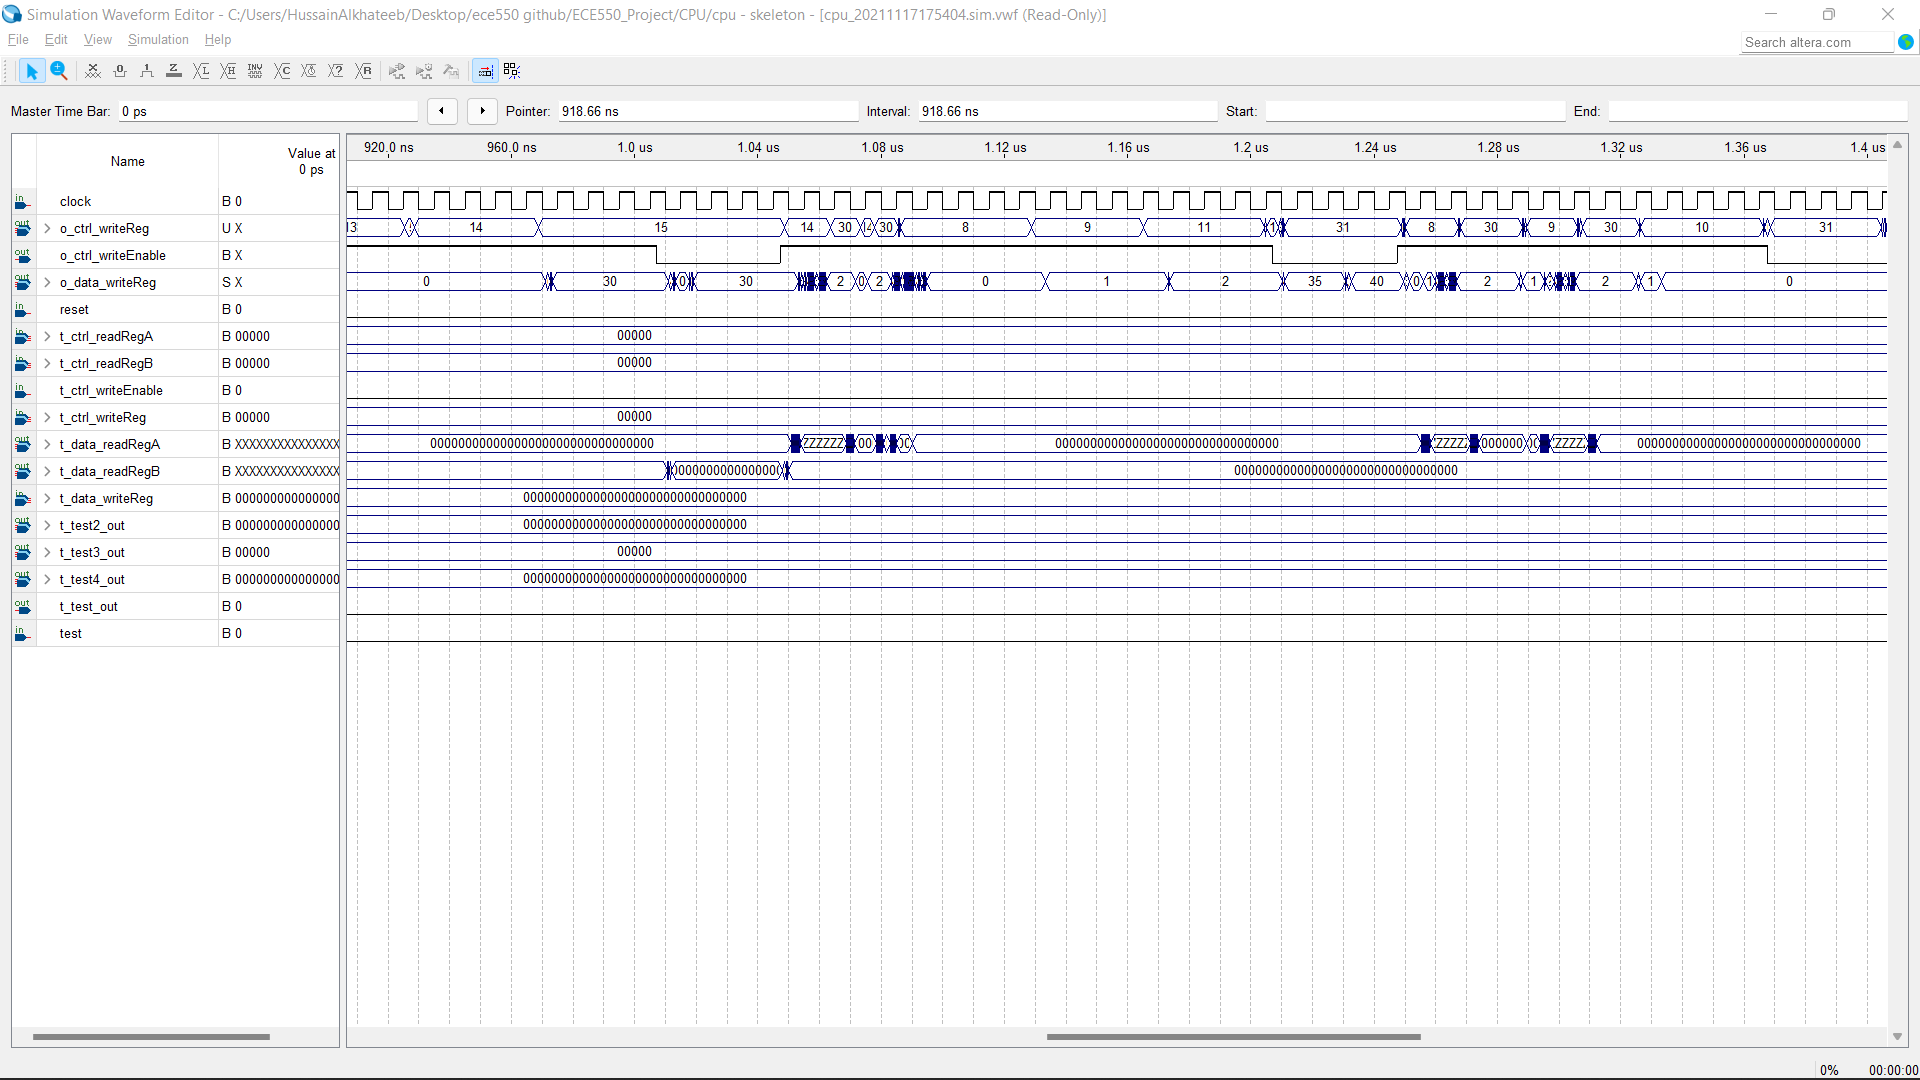 Simulation Waveform Editor - C:/Users/HussainAlkhateeb/Desktop/ece550 github/ECE550_Project/CPU/cpu - skeleton - [cpu_20211117175404.sim.vwf (Read-Only)]
File Edit View Simulation Help
Search altera.com
Master Time Bar: 0 ps Pointer: 918.66 ns Interval: 918.66 ns Start: End:
Name Value at 0 ps
920.0 ns 960.0 ns 1.0 us 1.04 us 1.08 us 1.12 us 1.16 us 1.2 us 1.24 us 1.28 us 1.32 us 1.36 us 1.4 us
clock B 0
o_ctrl_writeReg U X 13 14 15 14 30 14 30 8 9 11 31 8 30 9 30 10 31
o_ctrl_writeEnable B X
o_data_writeReg S X 0 30 0 30 2 0 2 0 1 2 35 40 0 1 2 1 2 1 0
reset B 0
t_ctrl_readRegA B 00000 00000
t_ctrl_readRegB B 00000 00000
t_ctrl_writeEnable B 0
t_ctrl_writeReg B 00000 00000
t_data_readRegA B XXXXXXXXXXXXXXX 00000000000000000000000000000000 ZZZZZZ 00 00000000000000000000000000000000 ZZZZZ 000000 ZZZZ 00000000000000000000000000000000
t_data_readRegB B XXXXXXXXXXXXXXX 00000000000000 00000000000000000000000000000000
t_data_writeReg B 000000000000000 00000000000000000000000000000000
t_test2_out B 000000000000000 00000000000000000000000000000000
t_test3_out B 00000 00000
t_test4_out B 000000000000000 00000000000000000000000000000000
t_test_out B 0
test B 0
0% 00:00:00